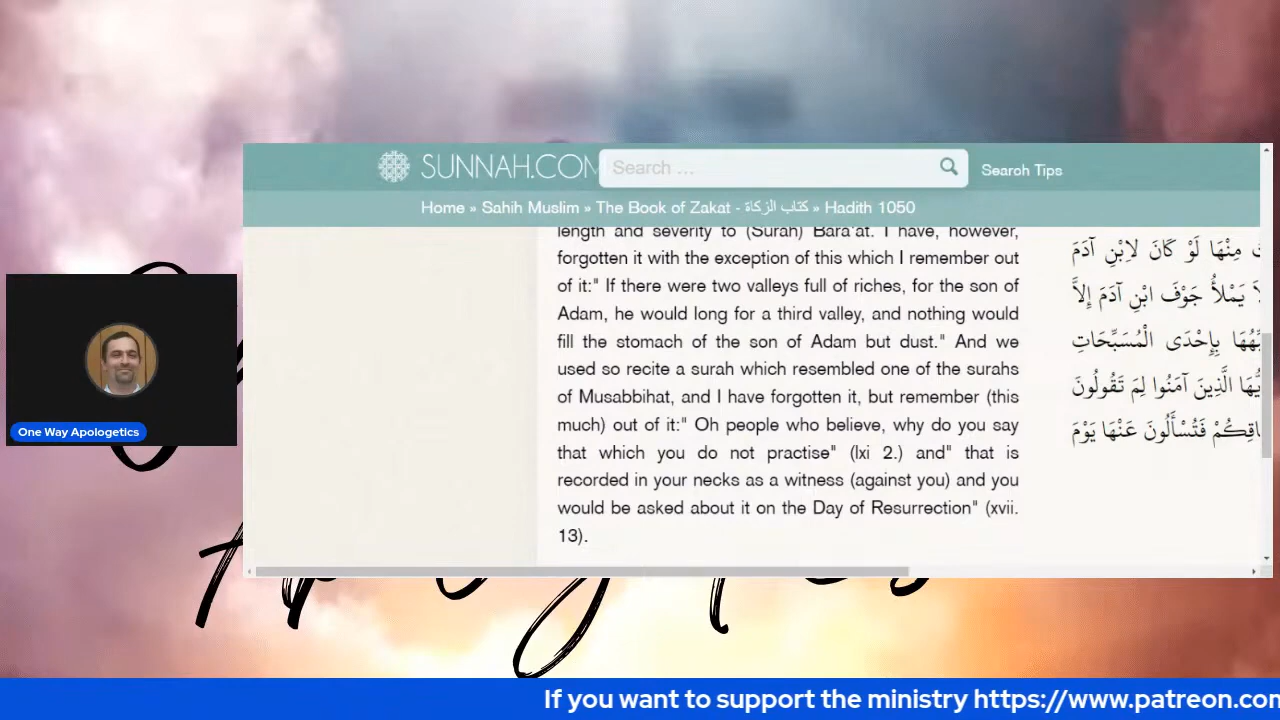 SUNNAH.COM
Search ...
Search Tips
Home » Sahih Muslim » The Book of Zakat - كتاب الزكاة » Hadith 1050
length and severity to (Surah) Bara'at. I have, however,
forgotten it with the exception of this which I remember out
of it:" If there were two valleys full of riches, for the son of
Adam, he would long for a third valley, and nothing would
fill the stomach of the son of Adam but dust." And we
used so recite a surah which resembled one of the surahs
of Musabbihat, and I have forgotten it, but remember (this
much) out of it:" Oh people who believe, why do you say
that which you do not practise" (lxi 2.) and" that is
recorded in your necks as a witness (against you) and you
would be asked about it on the Day of Resurrection" (xvii.
13).
مِنْهَا لَوْ كَانَ لاِبْنِ آدَمَ
يَمْلأُ جَوْفَ ابْنِ آدَمَ إِلاَّ
بِإِحْدَى الْمُسَبِّحَاتِ
الَّذِينَ آمَنُوا لِمَ تَقُولُونَ
فَتُسْأَلُونَ عَنْهَا يَوْمَ
One Way Apologetics
If you want to support the ministry https://www.patreon.com